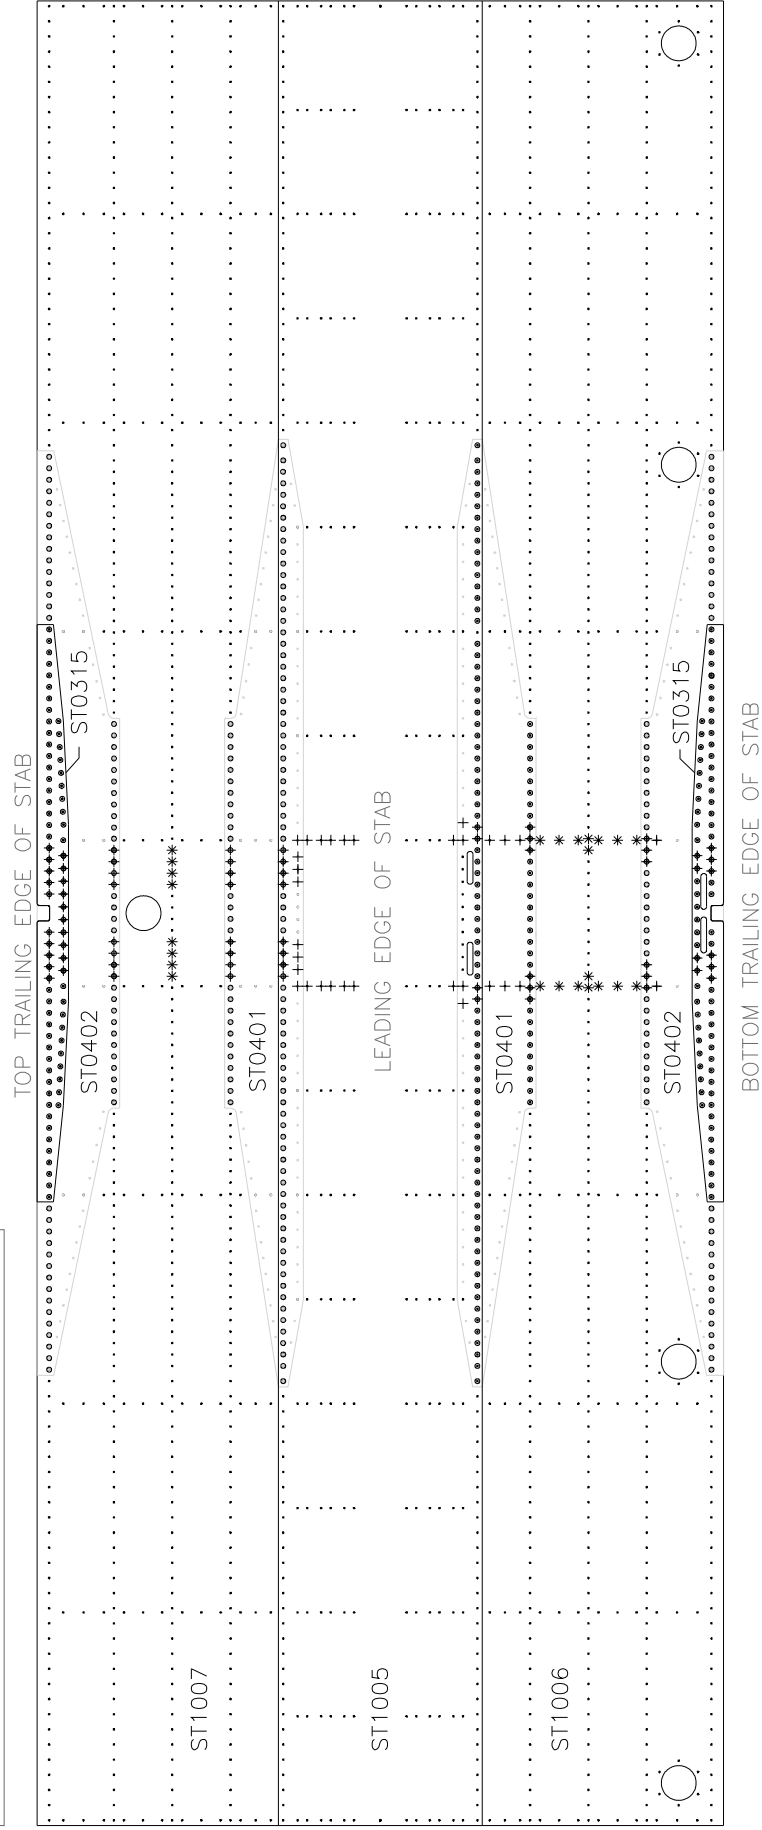 TOP TRAILING EDGE OF STAB
ST0315
ST0402
ST0401
LEADING EDGE OF STAB
ST0401
ST0315
ST0402
BOTTOM TRAILING EDGE OF STAB
ST1007
ST1005
ST1006